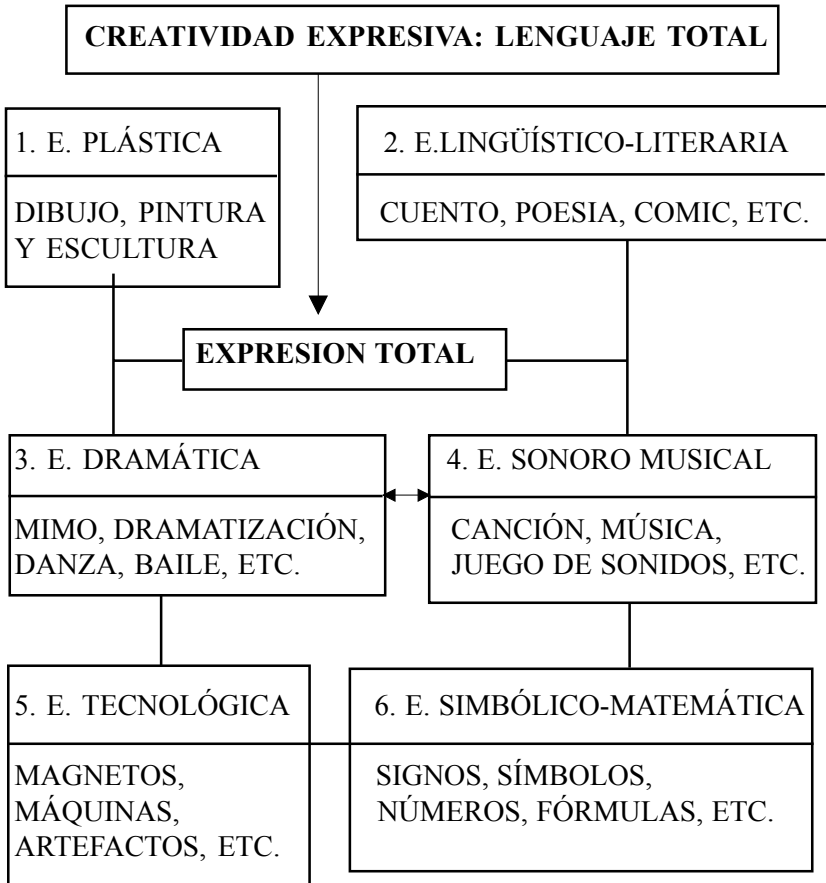 CREATIVIDAD EXPRESIVA: LENGUAJE TOTAL
1. E. PLÁSTICA
DIBUJO, PINTURA
Y ESCULTURA
2. E.LINGÜÍSTICO-LITERARIA
CUENTO, POESIA, COMIC, ETC.
EXPRESION TOTAL
3. E. DRAMÁTICA
MIMO, DRAMATIZACIÓN,
DANZA, BAILE, ETC.
4. E. SONORO MUSICAL
CANCIÓN, MÚSICA,
JUEGO DE SONIDOS, ETC.
5. E. TECNOLÓGICA
MAGNETOS,
MÁQUINAS,
ARTEFACTOS, ETC.
6. E. SIMBÓLICO-MATEMÁTICA
SIGNOS, SÍMBOLOS,
NÚMEROS, FÓRMULAS, ETC.